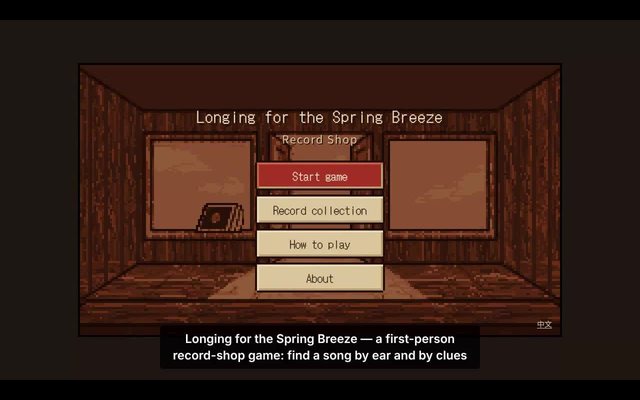 Longing for the Spring Breeze
Record Shop
Start game
Record collection
How to play
About
中文
Longing for the Spring Breeze — a first-person
record-shop game: find a song by ear and by clues